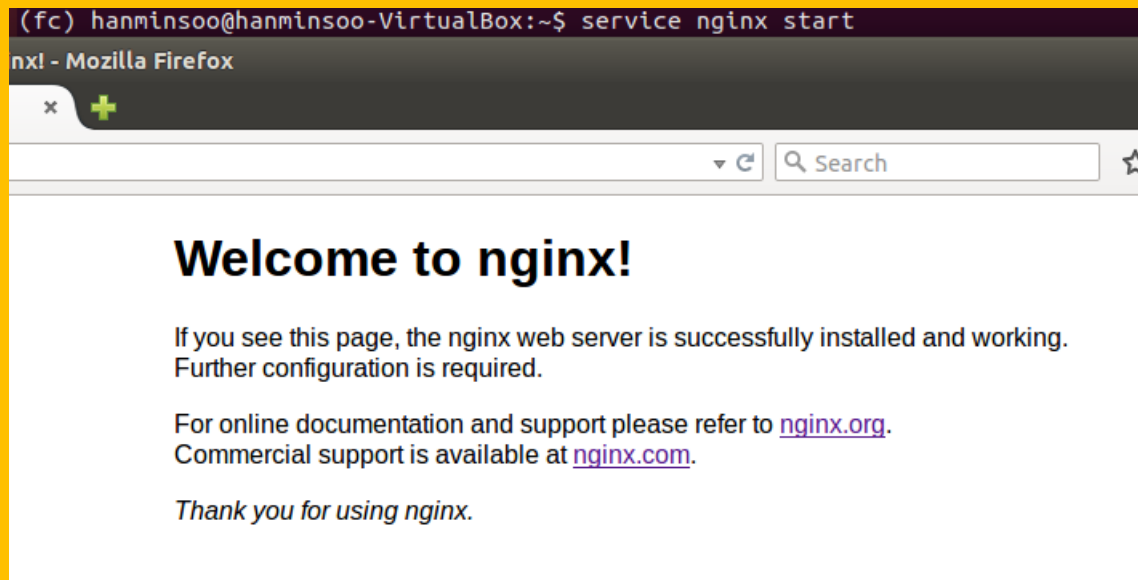 (fc) hanminsoo@hanminsoo-VirtualBox:~$ service nginx start
nx! - Mozilla Firefox
Search
Welcome to nginx!
If you see this page, the nginx web server is successfully installed and working.
Further configuration is required.
For online documentation and support please refer to nginx.org.
Commercial support is available at nginx.com.
Thank you for using nginx.